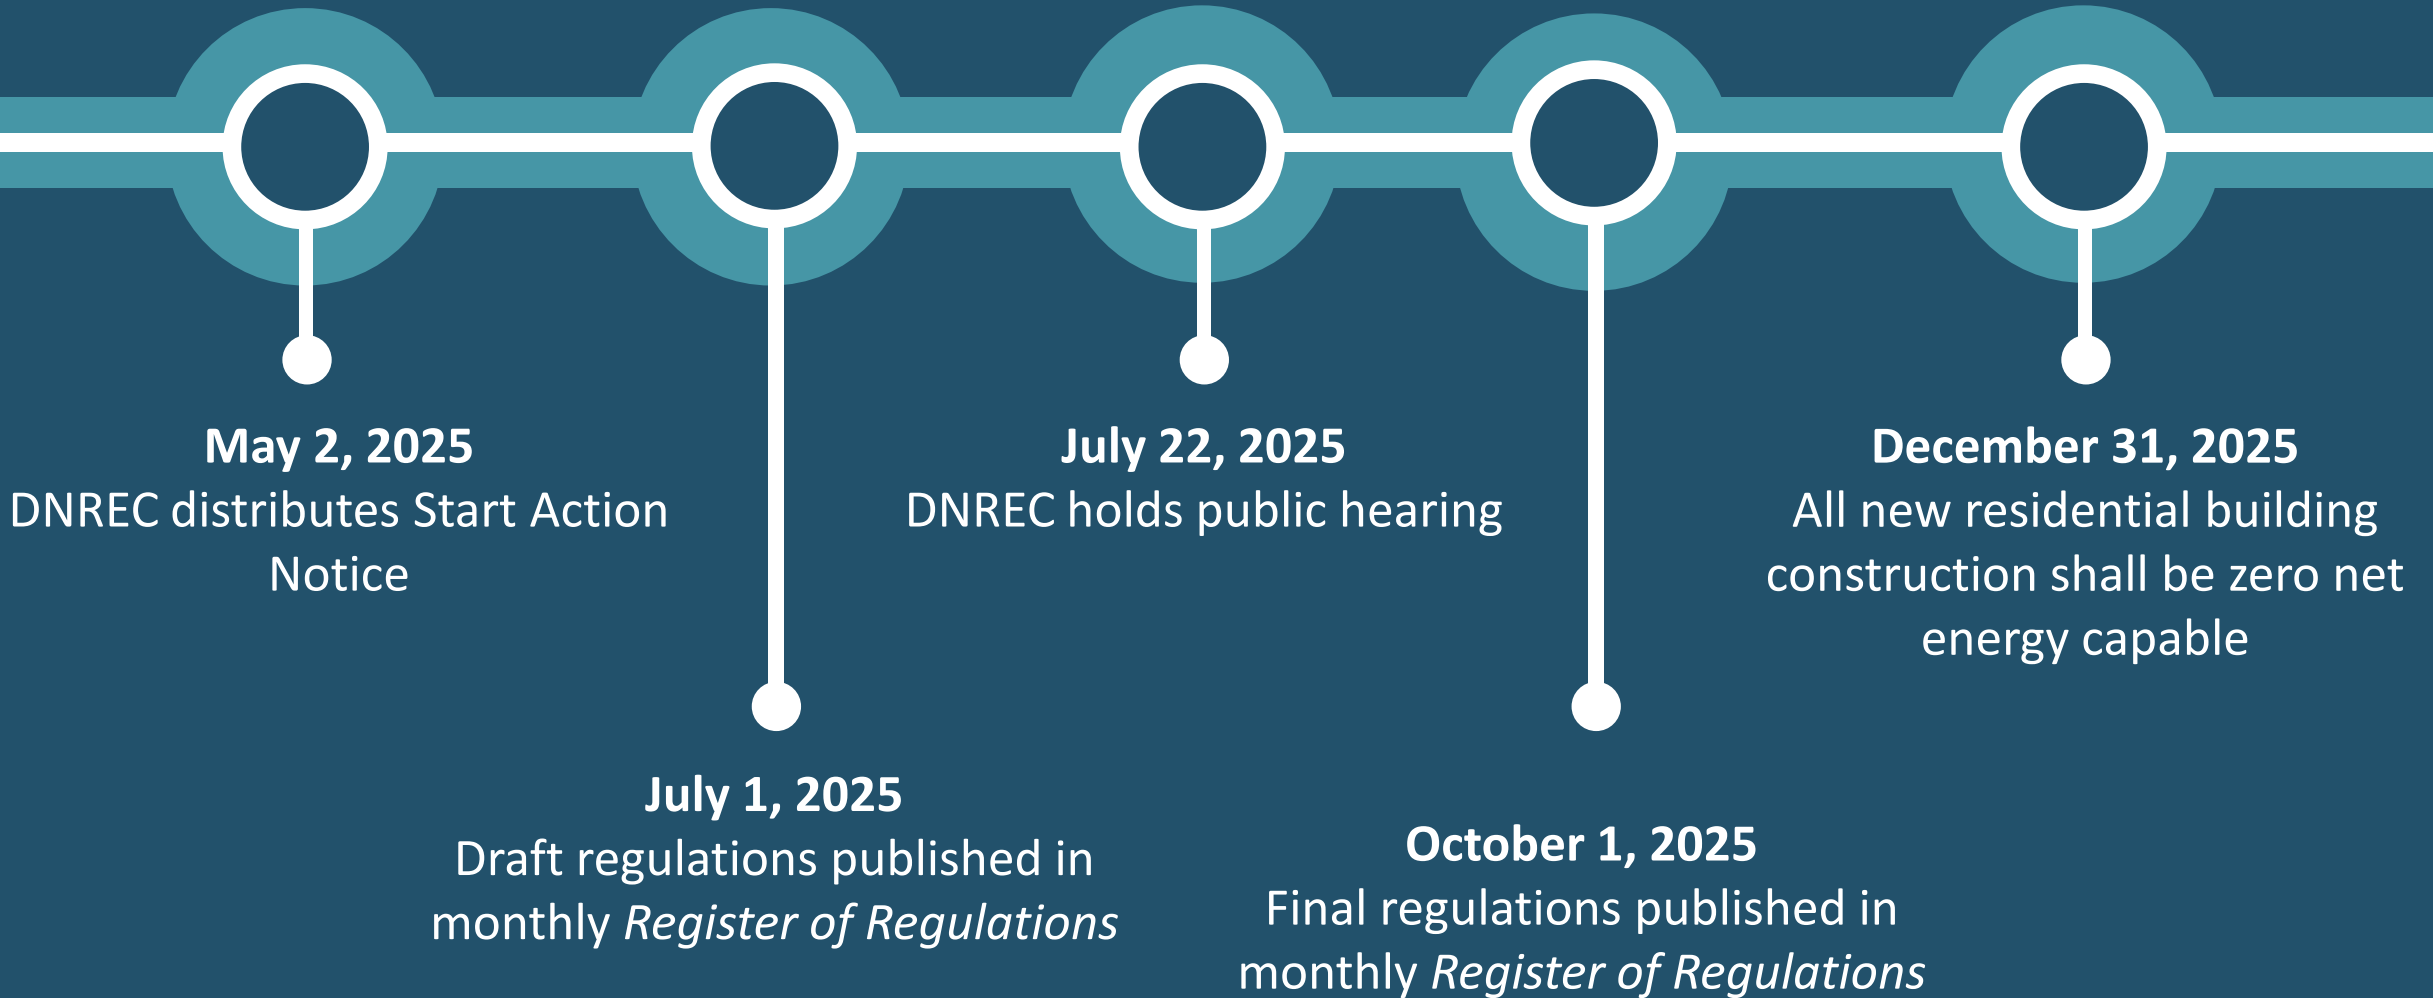 May 2, 2025
DNREC distributes Start Action
Notice
July 1, 2025
Draft regulations published in
monthly Register of Regulations
July 22, 2025
DNREC holds public hearing
October 1, 2025
Final regulations published in
monthly Register of Regulations
December 31, 2025
All new residential building
construction shall be zero net
energy capable